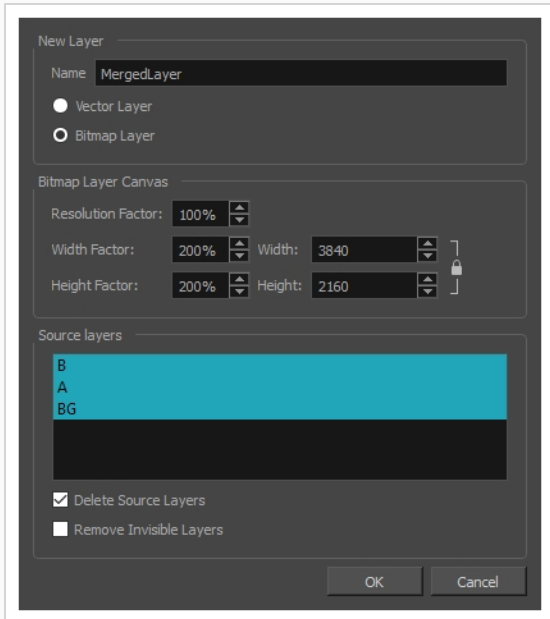 New Layer
Name MergedLayer
Vector Layer
Bitmap Layer
Bitmap Layer Canvas
Resolution Factor: 100%
Width Factor: 200% Width: 3840
Height Factor: 200% Height: 2160
Source layers
B
A
BG
Delete Source Layers
Remove Invisible Layers
OK Cancel